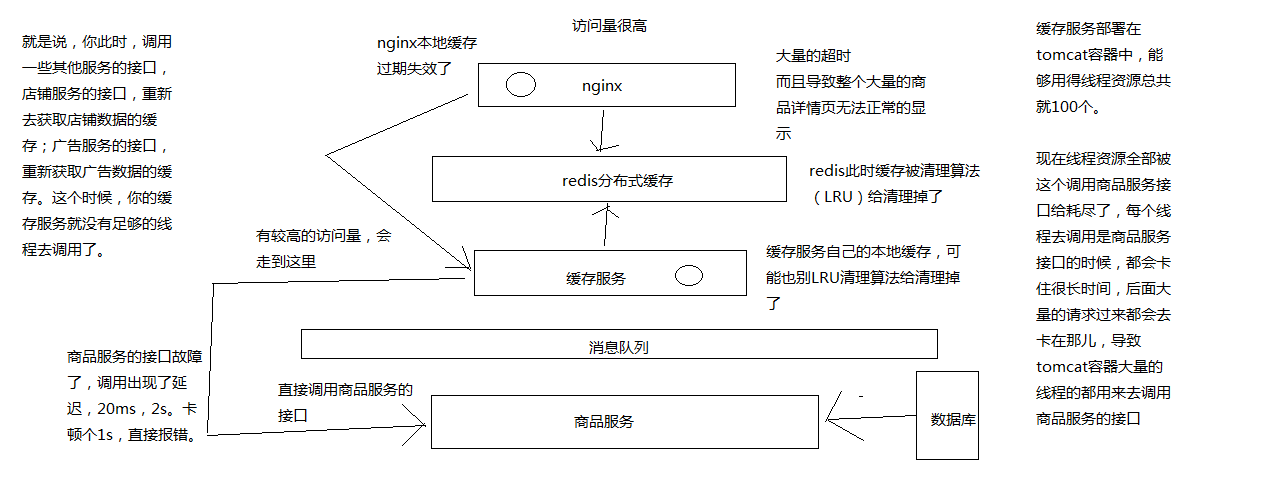 就是说，你此时，调用
一些其他服务的接口，
店铺服务的接口，重新
去获取店铺数据的缓
存；广告服务的接口，
重新获取广告数据的缓
存。这个时候，你的缓
存服务就没有足够的线
程去调用了。
nginx本地缓存
过期失效了
访问量很高
nginx
大量的超时
而且导致整个大量的商
品详情页无法正常的显
示
redis分布式缓存
redis此时缓存被清理算法
（LRU）给清理掉了
有较高的访问量，会
走到这里
缓存服务
缓存服务自己的本地缓存，可
能也别LRU清理算法给清理掉
了
消息队列
商品服务的接口故障
了，调用出现了延
迟，20ms，2s。卡
顿个1s，直接报错。
直接调用商品服务的
接口
商品服务
-
数据库
缓存服务部署在
tomcat容器中，能
够用得线程资源总共
就100个。
现在线程资源全部被
这个调用商品服务接
口给耗尽了，每个线
程去调用是商品服务
接口的时候，都会卡
住很长时间，后面大
量的请求过来都会去
卡在那儿，导致
tomcat容器大量的
线程的都用来去调用
商品服务的接口